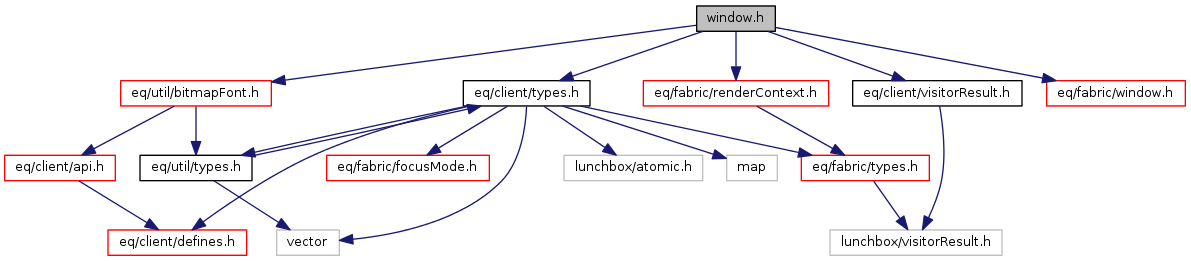 window.h
eq/util/bitmapFont.h
eq/client/types.h
eq/fabric/renderContext.h
eq/client/visitorResult.h
eq/fabric/window.h
eq/client/api.h
eq/util/types.h
eq/fabric/focusMode.h
lunchbox/atomic.h
map
eq/fabric/types.h
eq/client/defines.h
vector
lunchbox/visitorResult.h